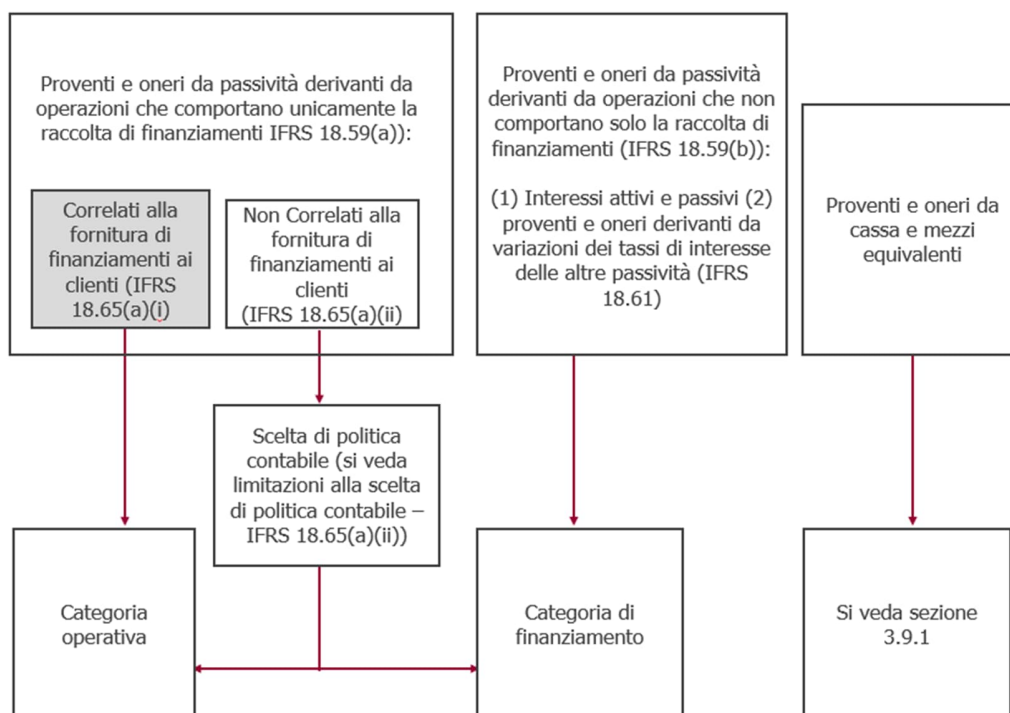 Proventi e oneri da passività derivanti da
operazioni che comportano unicamente la
raccolta di finanziamenti IFRS 18.59(a)):
Correlati alla
fornitura di
finanziamenti ai
clienti (IFRS
18.65(a)(i)
Non Correlati alla
fornitura di
finanziamenti ai
clienti
(IFRS 18.65(a)(ii)
Proventi e oneri da passività
derivanti da operazioni che non
comportano solo la raccolta di
finanziamenti (IFRS 18.59(b)):
(1) Interessi attivi e passivi (2)
proventi e oneri derivanti da
variazioni dei tassi di interesse
delle altre passività (IFRS
18.61)
Proventi e oneri da
cassa e mezzi
equivalenti
Scelta di politica
contabile (si veda
limitazioni alla scelta
di politica contabile –
IFRS 18.65(a)(ii))
Categoria
operativa
Categoria di
finanziamento
Si veda sezione
3.9.1